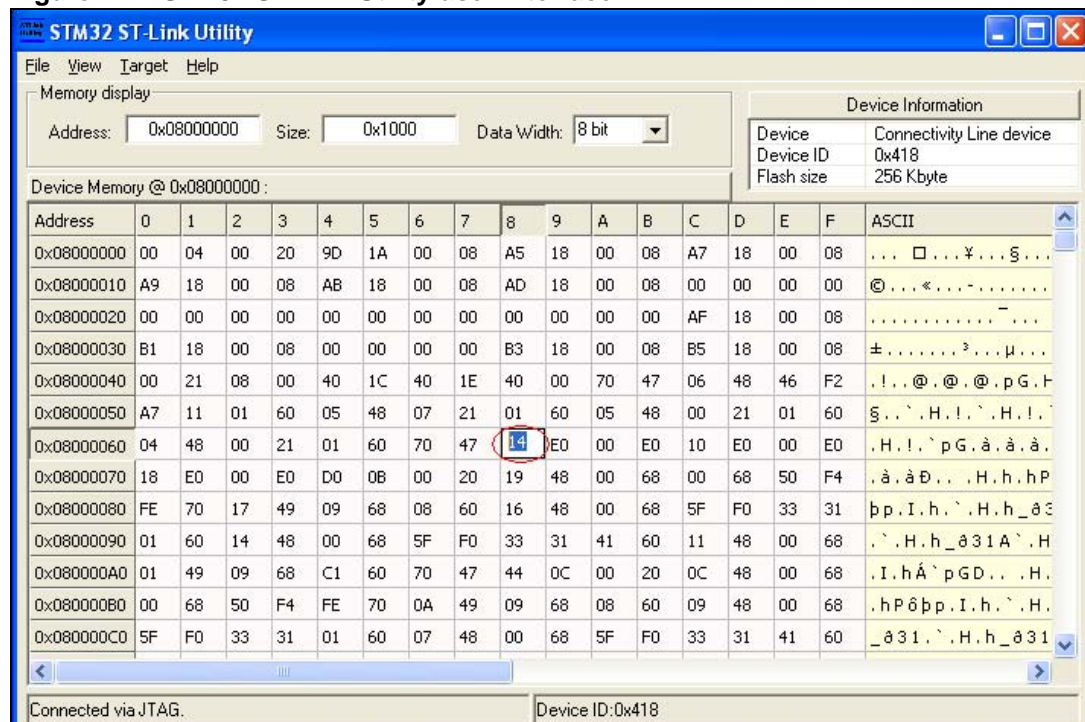 STM32 ST-Link Utility
File View Target Help
Memory display
Address: 0x08000000 Size: 0x1000 Data Width: 8 bit
Device Information
Device Connectivity Line device
Device ID 0x418
Flash size 256 Kbyte
Device Memory @ 0x08000000 :
Address 0 1 2 3 4 5 6 7 8 9 A B C D E F ASCII
0x08000000 00 04 00 20 9D 1A 00 08 A5 18 00 08 A7 18 00 08 ... □...¥...§...
0x08000010 A9 18 00 08 AB 18 00 08 AD 18 00 08 00 00 00 00 ©...«...-.......
0x08000020 00 00 00 00 00 00 00 00 00 00 00 00 AF 18 00 08 ............¯...
0x08000030 B1 18 00 08 00 00 00 00 B3 18 00 08 B5 18 00 08 ±.......³...µ...
0x08000040 00 21 08 00 40 1C 40 1E 40 00 70 47 06 48 46 F2 .!..@.@.@.pG.H
0x08000050 A7 11 01 60 05 48 07 21 01 60 05 48 00 21 01 60 §..`.H.!.`.H.!.`
0x08000060 04 48 00 21 01 60 70 47 14 E0 00 E0 10 E0 00 E0 .H.!.`pG.à.à.à.
0x08000070 18 E0 00 E0 D0 0B 00 20 19 48 00 68 00 68 50 F4 .à.àÐ.. .H.h.hP
0x08000080 FE 70 17 49 09 68 08 60 16 48 00 68 5F F0 33 31 þp.I.h.`.H.h_ð3
0x08000090 01 60 14 48 00 68 5F F0 33 31 41 60 11 48 00 68 .`.H.h_ð31A`.H
0x080000A0 01 49 09 68 C1 60 70 47 44 0C 00 20 0C 48 00 68 .I.hÁ`pGD.. .H.
0x080000B0 00 68 50 F4 FE 70 0A 49 09 68 08 60 09 48 00 68 .hPôþp.I.h.`.H.
0x080000C0 5F F0 33 31 01 60 07 48 00 68 5F F0 33 31 41 60 _ð31.`.H.h_ð31
Connected via JTAG. Device ID:0x418